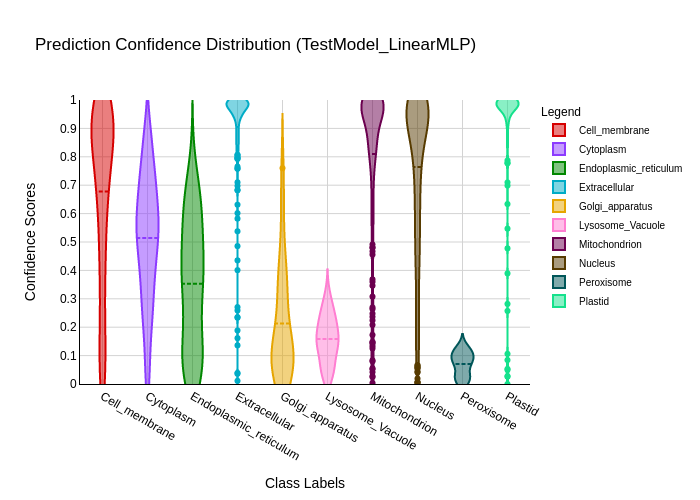 Prediction Confidence Distribution (TestModel_LinearMLP)
Confidence Scores
1
0.9
0.8
0.7
0.6
0.5
0.4
0.3
0.2
0.1
0
Cell_membrane
Cytoplasm
Endoplasmic_reticulum
Extracellular
Golgi_apparatus
Lysosome_Vacuole
Mitochondrion
Nucleus
Peroxisome
Plastid
Class Labels
Legend
Cell_membrane
Cytoplasm
Endoplasmic_reticulum
Extracellular
Golgi_apparatus
Lysosome_Vacuole
Mitochondrion
Nucleus
Peroxisome
Plastid